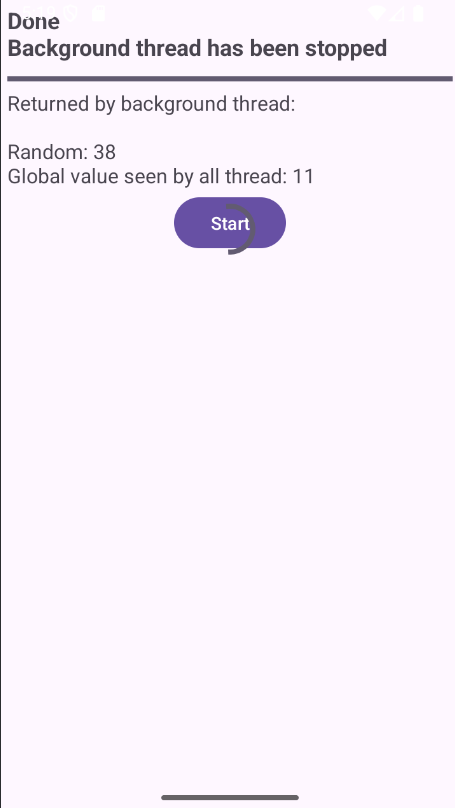 Done
Background thread has been stopped
Returned by background thread:
Random: 38
Global value seen by all thread: 11
Start